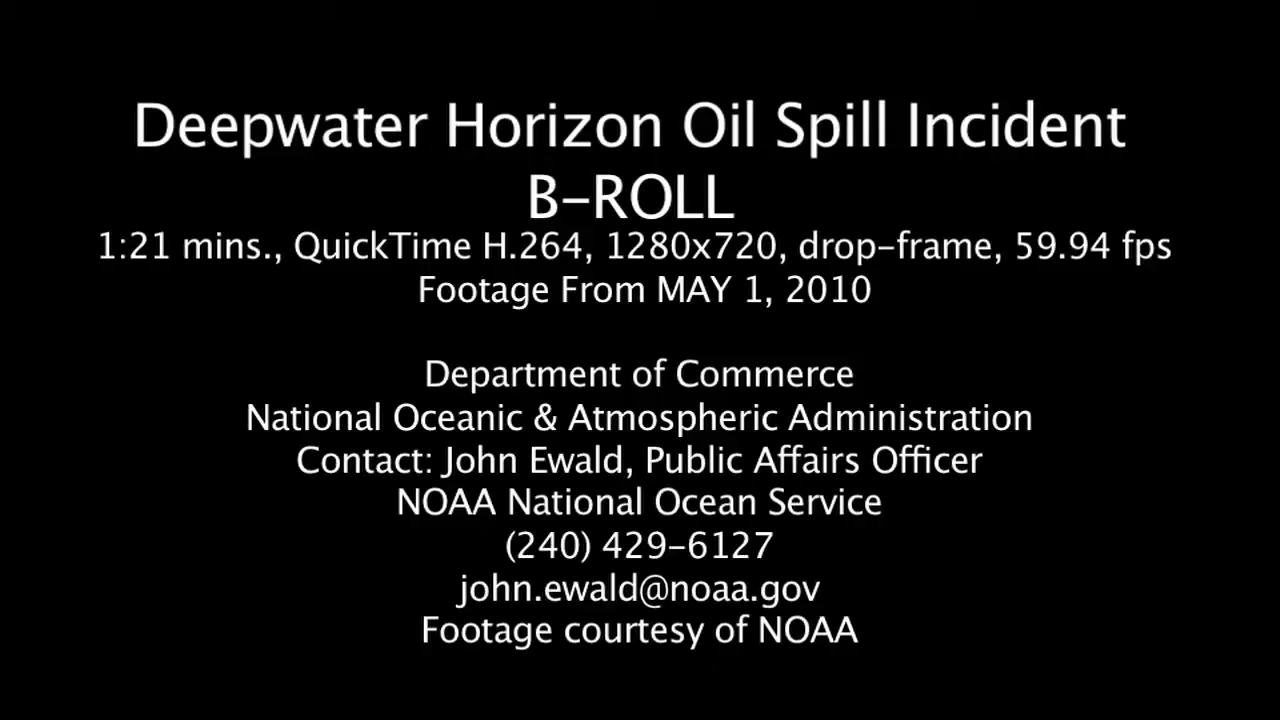 Deepwater Horizon Oil Spill Incident
B-ROLL
1:21 mins., QuickTime H.264, 1280x720, drop-frame, 59.94 fps
Footage From MAY 1, 2010
Department of Commerce
National Oceanic & Atmospheric Administration
Contact: John Ewald, Public Affairs Officer
NOAA National Ocean Service
(240) 429-6127
john.ewald@noaa.gov
Footage courtesy of NOAA